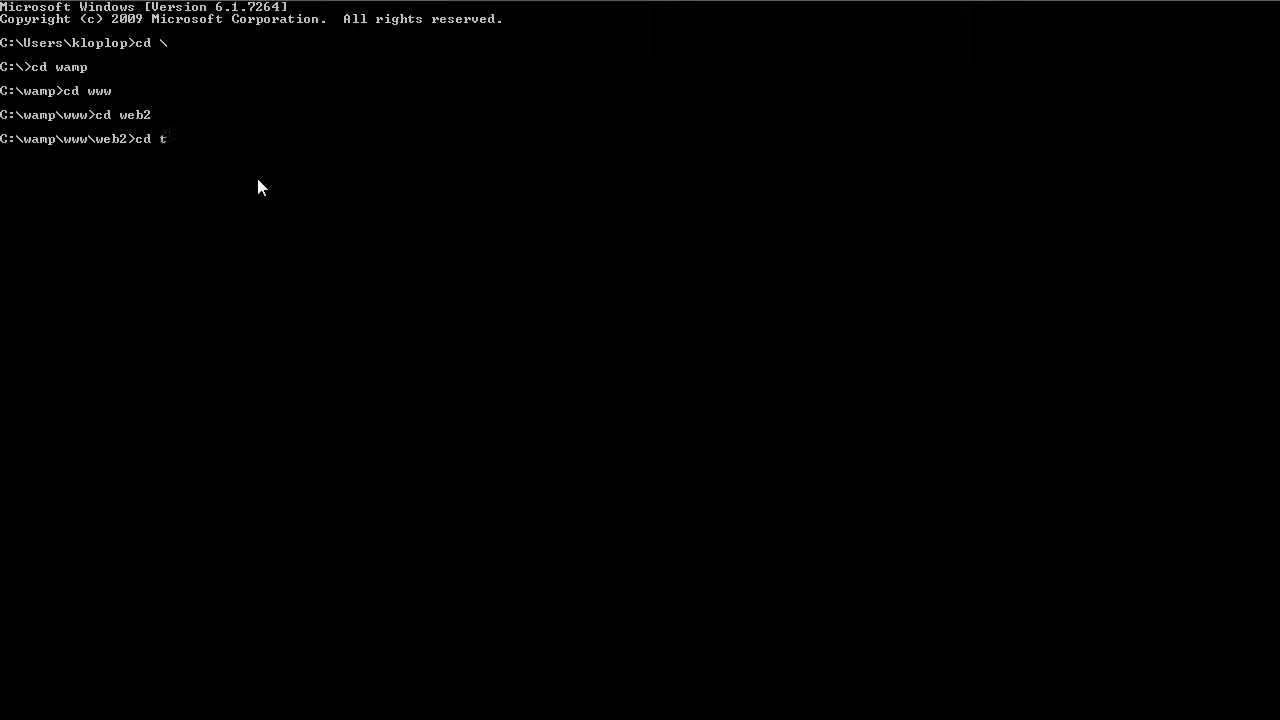 Microsoft Windows [Version 6.1.7264]
Copyright (c) 2009 Microsoft Corporation.  All rights reserved.
C:\Users\kloplop>cd \
C:\>cd wamp
C:\wamp>cd www
C:\wamp\www>cd web2
C:\wamp\www\web2>cd t